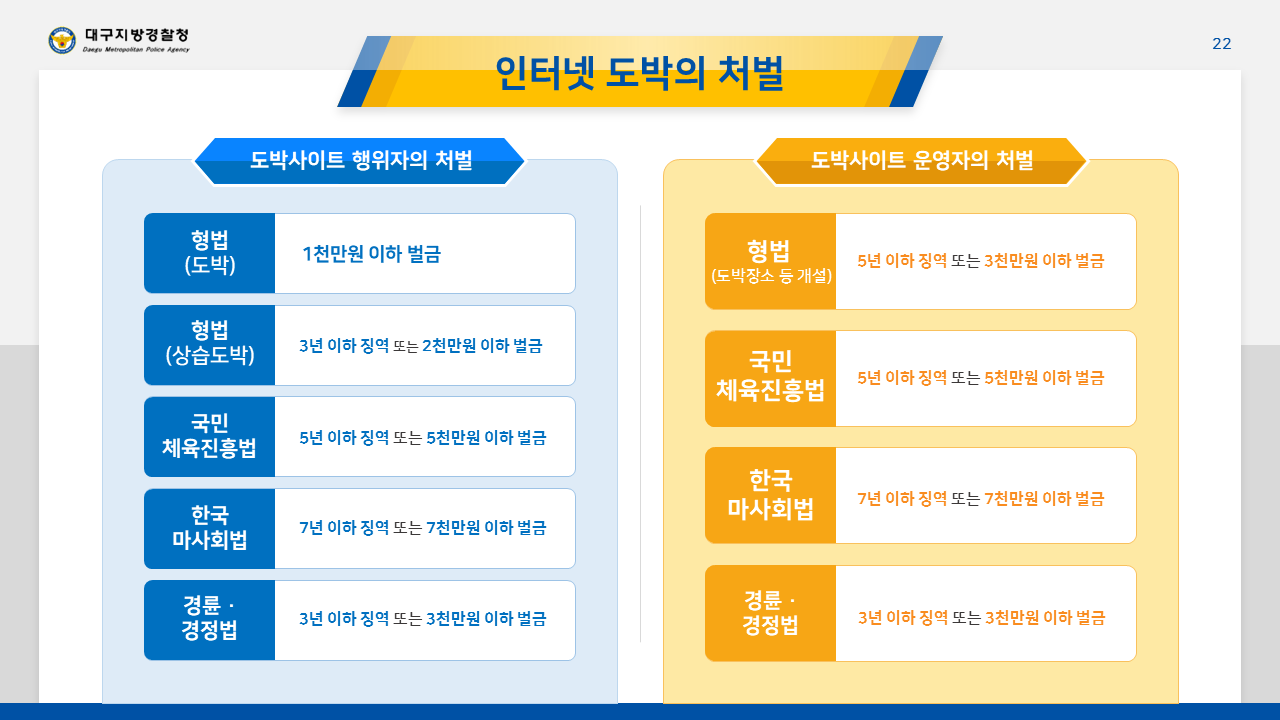 대구지방경찰청
Daegu Metropolitan Police Agency
22
인터넷 도박의 처벌
도박사이트 행위자의 처벌
형법
(도박)
1천만원 이하 벌금
형법
(상습도박)
3년 이하 징역 또는 2천만원 이하 벌금
국민
체육진흥법
5년 이하 징역 또는 5천만원 이하 벌금
한국
마사회법
7년 이하 징역 또는 7천만원 이하 벌금
경륜 ·
경정법
3년 이하 징역 또는 3천만원 이하 벌금
도박사이트 운영자의 처벌
형법
(도박장소 등 개설)
5년 이하 징역 또는 3천만원 이하 벌금
국민
체육진흥법
5년 이하 징역 또는 5천만원 이하 벌금
한국
마사회법
7년 이하 징역 또는 7천만원 이하 벌금
경륜 ·
경정법
3년 이하 징역 또는 3천만원 이하 벌금